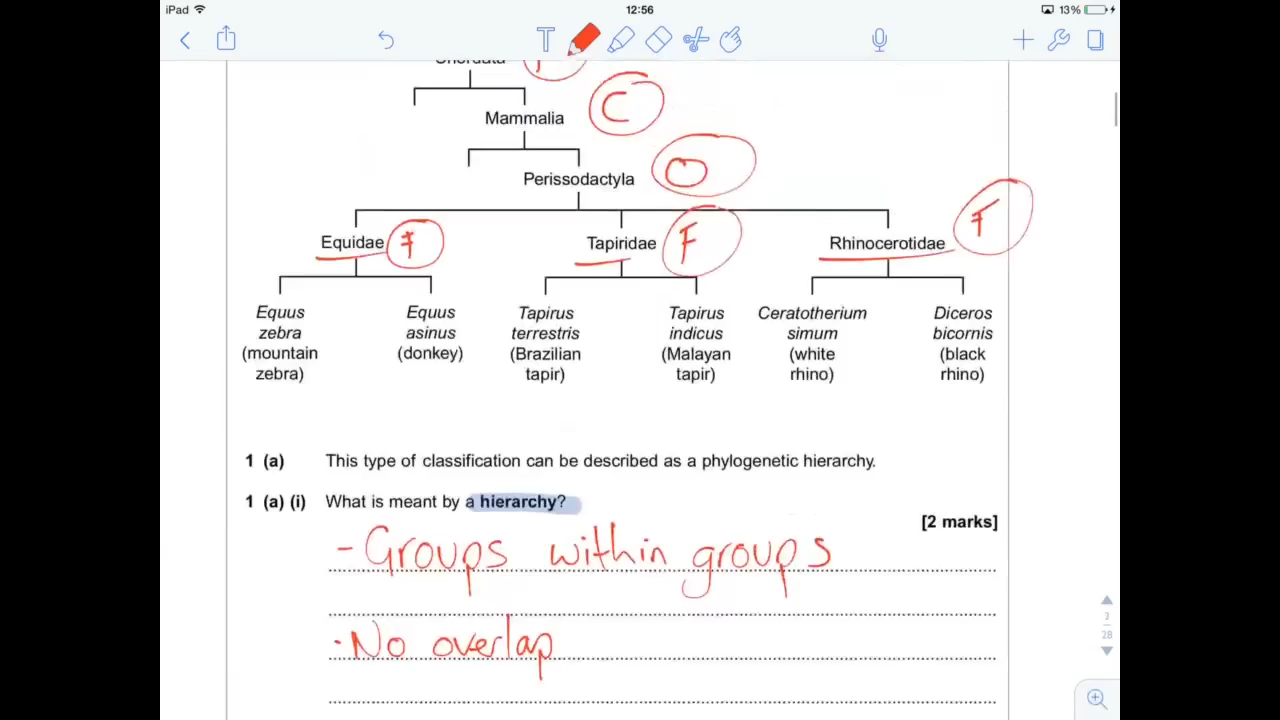 iPad 12:56 13%
T
Chordata
Mammalia C
Perissodactyla O
Equidae F Tapiridae F Rhinocerotidae F
Equus Equus Tapirus Tapirus Ceratotherium Diceros
zebra asinus terrestris indicus simum bicornis
(mountain (donkey) (Brazilian (Malayan (white (black
zebra) tapir) tapir) rhino) rhino)
1 (a) This type of classification can be described as a phylogenetic hierarchy.
1 (a) (i) What is meant by a hierarchy?
[2 marks]
- Groups within groups
- No overlap
3
28